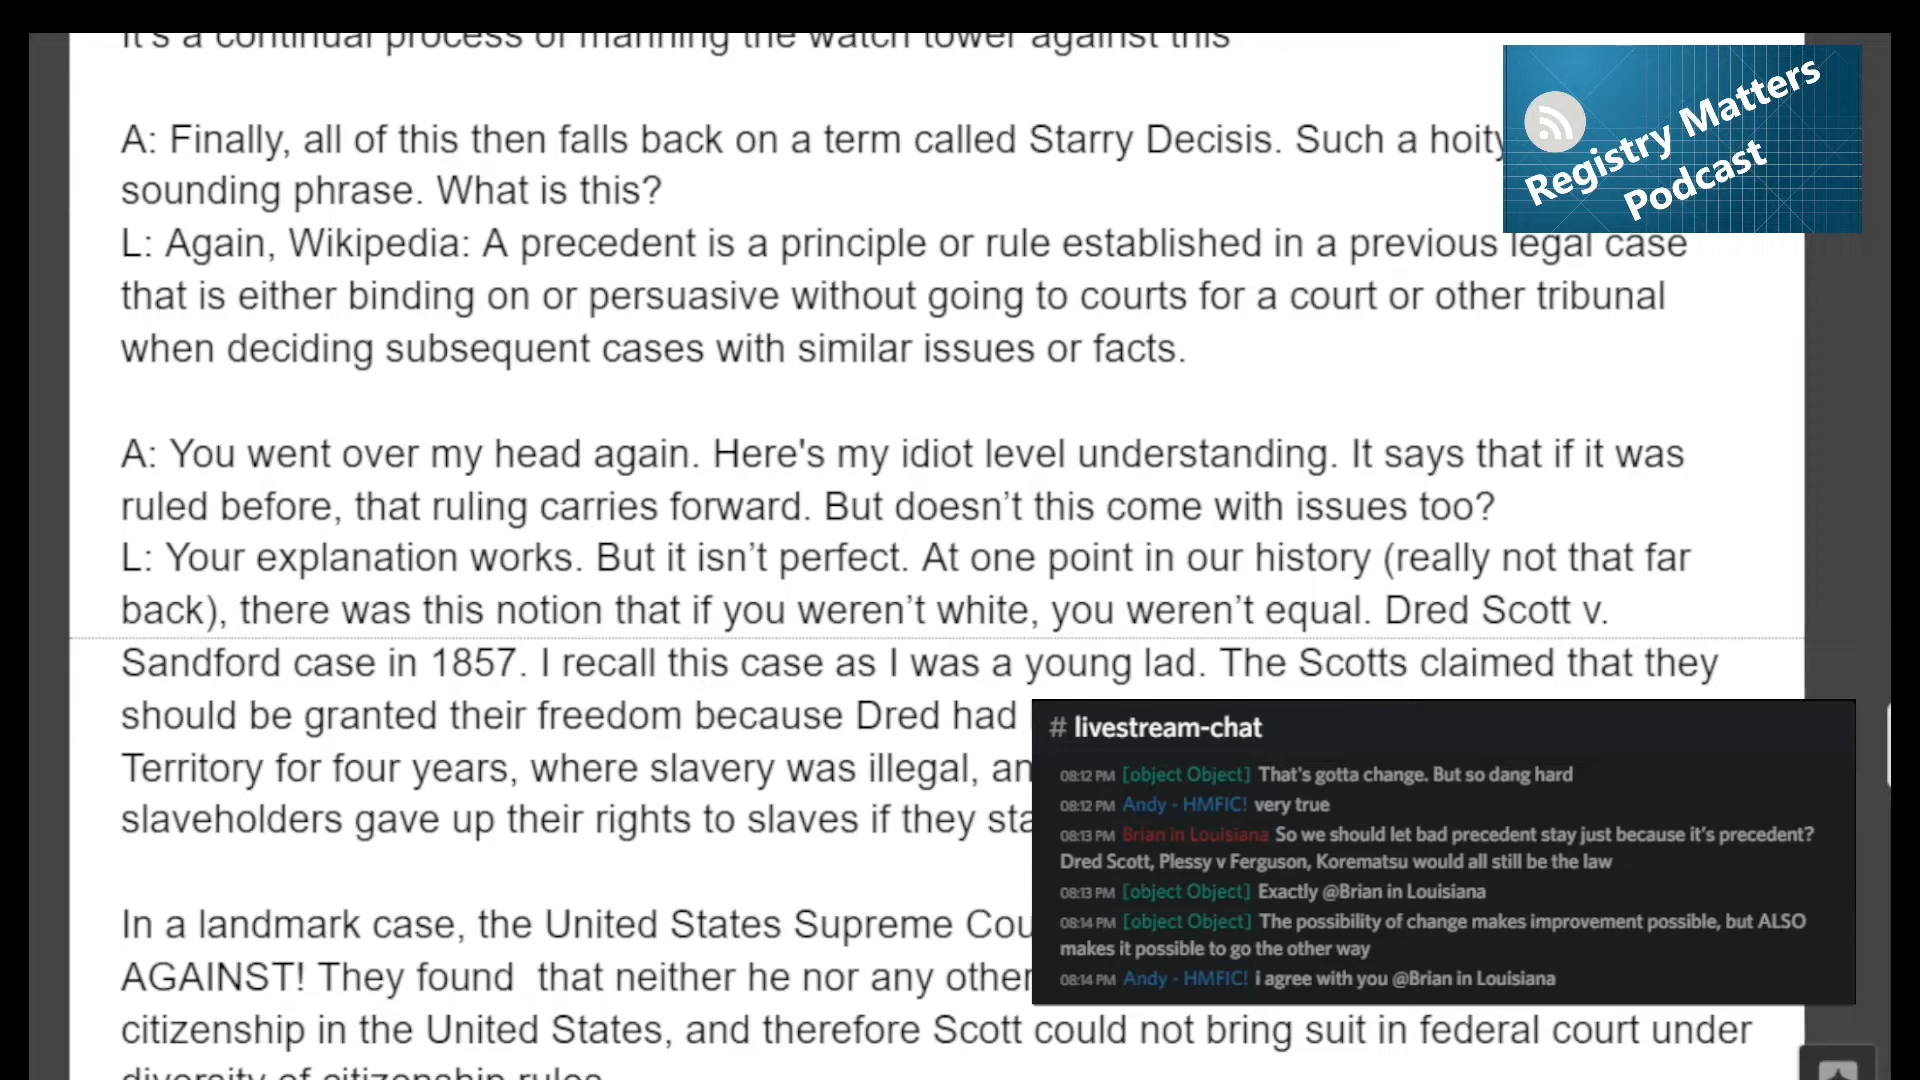 It's a continual process of manning the watch tower against this
A: Finally, all of this then falls back on a term called Starry Decisis. Such a hoity
sounding phrase. What is this?
L: Again, Wikipedia: A precedent is a principle or rule established in a previous legal case
that is either binding on or persuasive without going to courts for a court or other tribunal
when deciding subsequent cases with similar issues or facts.
A: You went over my head again. Here's my idiot level understanding. It says that if it was
ruled before, that ruling carries forward. But doesn’t this come with issues too?
L: Your explanation works. But it isn’t perfect. At one point in our history (really not that far
back), there was this notion that if you weren’t white, you weren’t equal. Dred Scott v.
Sandford case in 1857. I recall this case as I was a young lad. The Scotts claimed that they
should be granted their freedom because Dred had
Territory for four years, where slavery was illegal, an
slaveholders gave up their rights to slaves if they sta
In a landmark case, the United States Supreme Cou
AGAINST! They found that neither he nor any other
citizenship in the United States, and therefore Scott could not bring suit in federal court under
diversity of citizenship rules
Registry Matters
Podcast
# livestream-chat
08:12 PM [object Object] That's gotta change. But so dang hard
08:12 PM Andy - HMFIC! very true
08:13 PM Brian in Louisiana So we should let bad precedent stay just because it’s precedent?
Dred Scott, Plessy v Ferguson, Korematsu would all still be the law
08:13 PM [object Object] Exactly @Brian in Louisiana
08:14 PM [object Object] The possibility of change makes improvement possible, but ALSO
makes it possible to go the other way
08:14 PM Andy - HMFIC! i agree with you @Brian in Louisiana